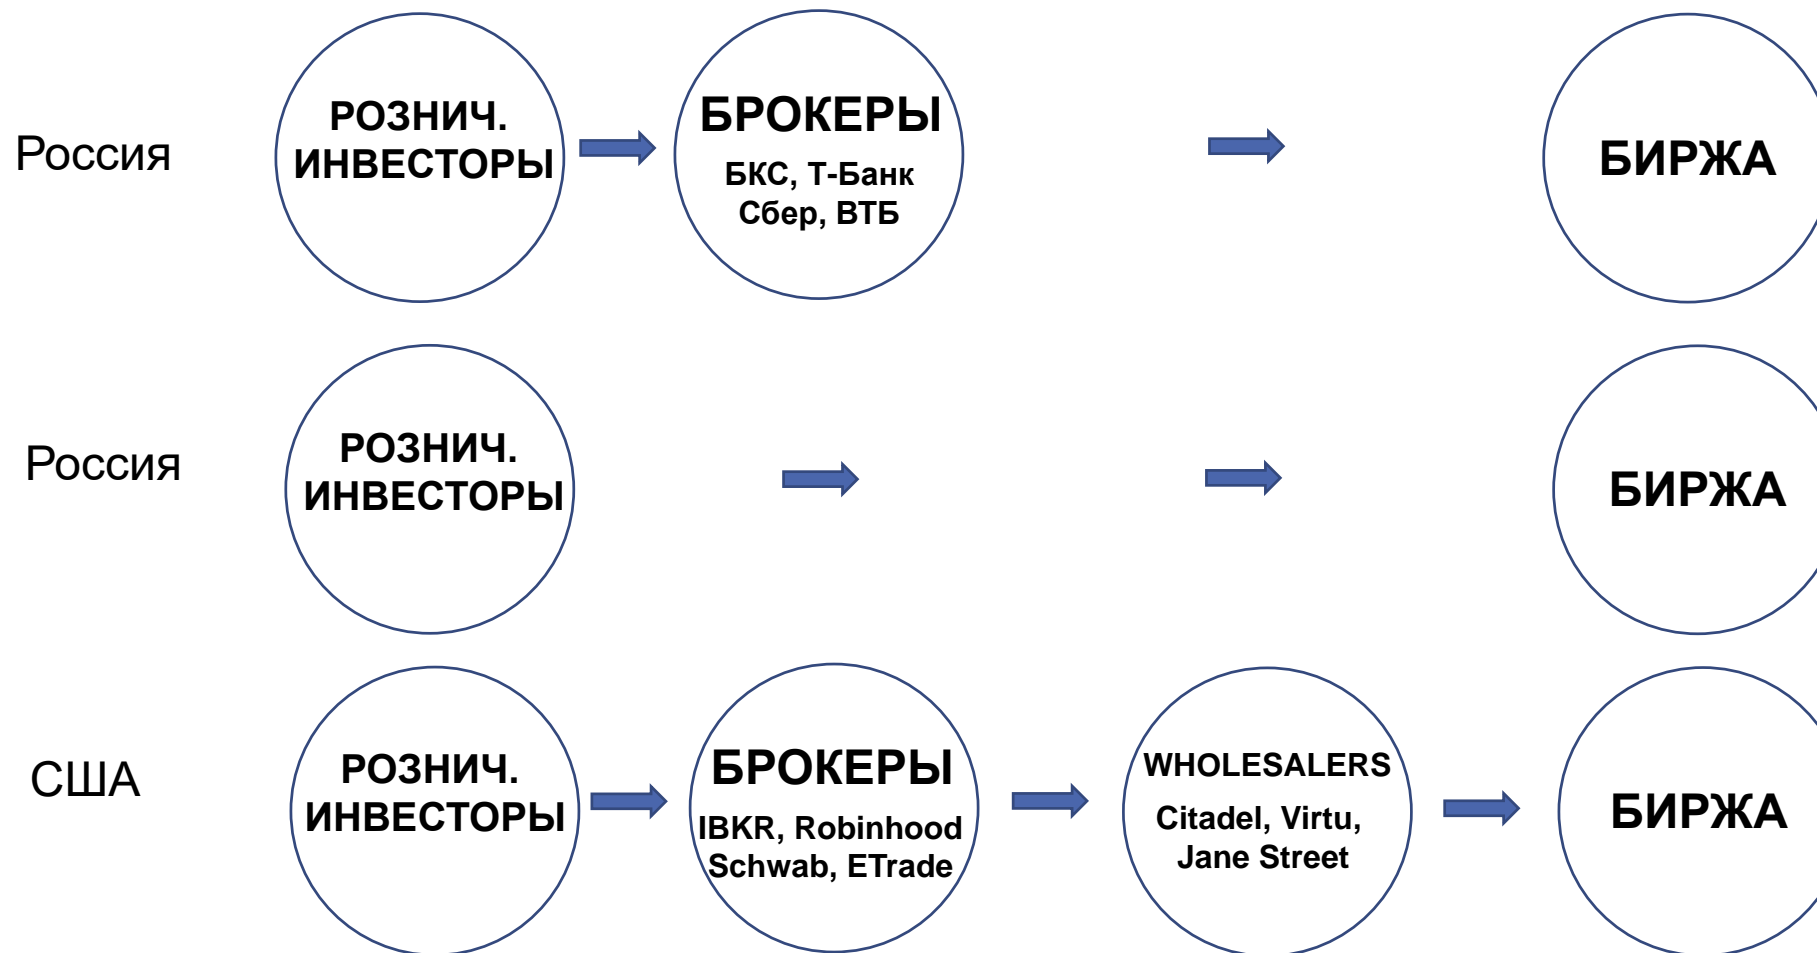 Россия
РОЗНИЧ.
ИНВЕСТОРЫ
БРОКЕРЫ
БКС, Т-Банк
Сбер, ВТБ
БИРЖА
Россия
РОЗНИЧ.
ИНВЕСТОРЫ
БИРЖА
США
РОЗНИЧ.
ИНВЕСТОРЫ
БРОКЕРЫ
IBKR, Robinhood
Schwab, ETrade
WHOLESALERS
Citadel, Virtu,
Jane Street
БИРЖА